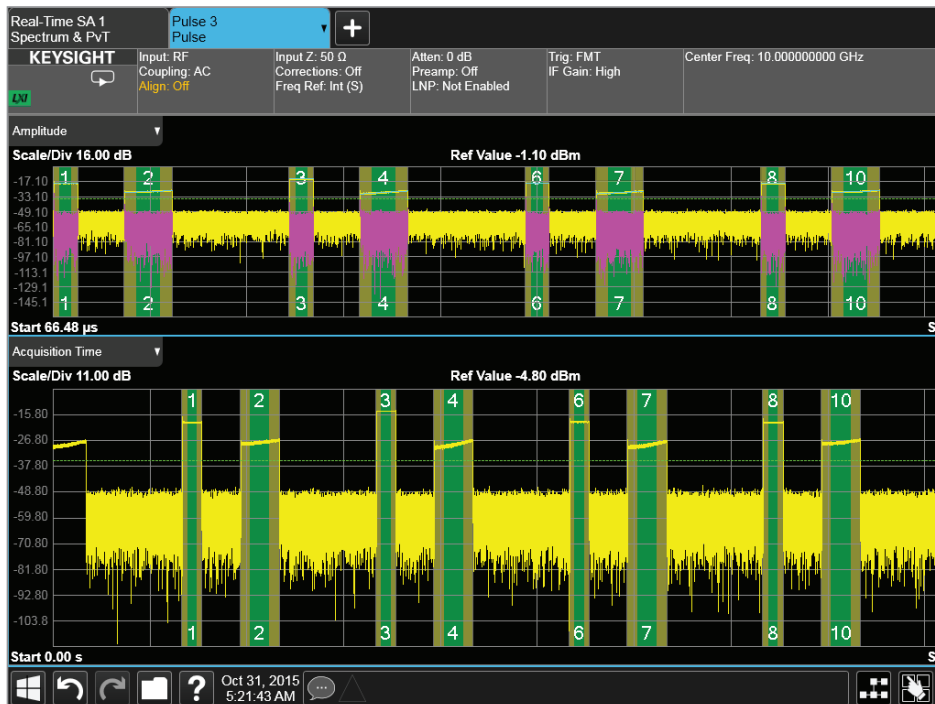 Real-Time SA 1
Spectrum & PvT
Pulse 3
Pulse
KEYSIGHT
LXI
Input: RF
Coupling: AC
Align: Off
Input Z: 50 Ω
Corrections: Off
Freq Ref: Int (S)
Atten: 0 dB
Preamp: Off
LNP: Not Enabled
Trig: FMT
IF Gain: High
Center Freq: 10.000000000 GHz
Amplitude
Scale/Div 16.00 dB
Ref Value -1.10 dBm
1 2 3 4 6 7 8 10
-17.10
-33.10
-49.10
-65.10
-81.10
-97.10
-113.1
-129.1
-145.1
1 2 3 4 6 7 8 10
Start 66.48 µs
S
Acquisition Time
Scale/Div 11.00 dB
Ref Value -4.80 dBm
1 2 3 4 6 7 8 10
-15.80
-26.80
-37.80
-48.80
-59.80
-70.80
-81.80
-92.80
-103.8
1 2 3 4 6 7 8 10
Start 0.00 s
S
?
Oct 31, 2015
5:21:43 AM